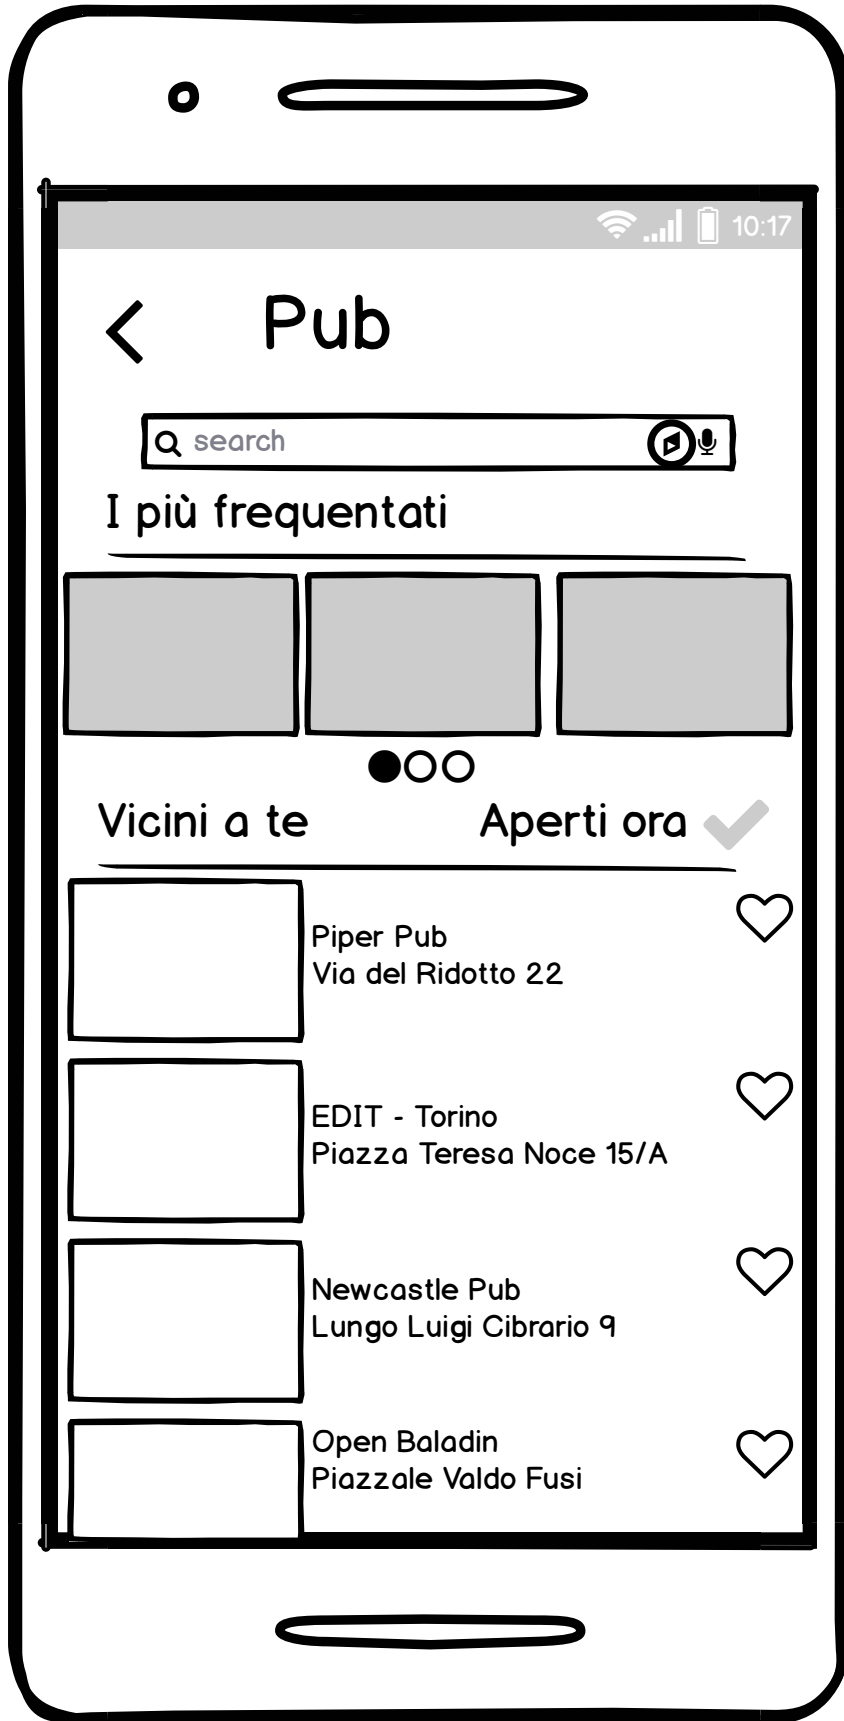 10:17
Pub
search
I più frequentati
Vicini a te
Aperti ora
Piper Pub
Via del Ridotto 22
EDIT - Torino
Piazza Teresa Noce 15/A
Newcastle Pub
Lungo Luigi Cibrario 9
Open Baladin
Piazzale Valdo Fusi